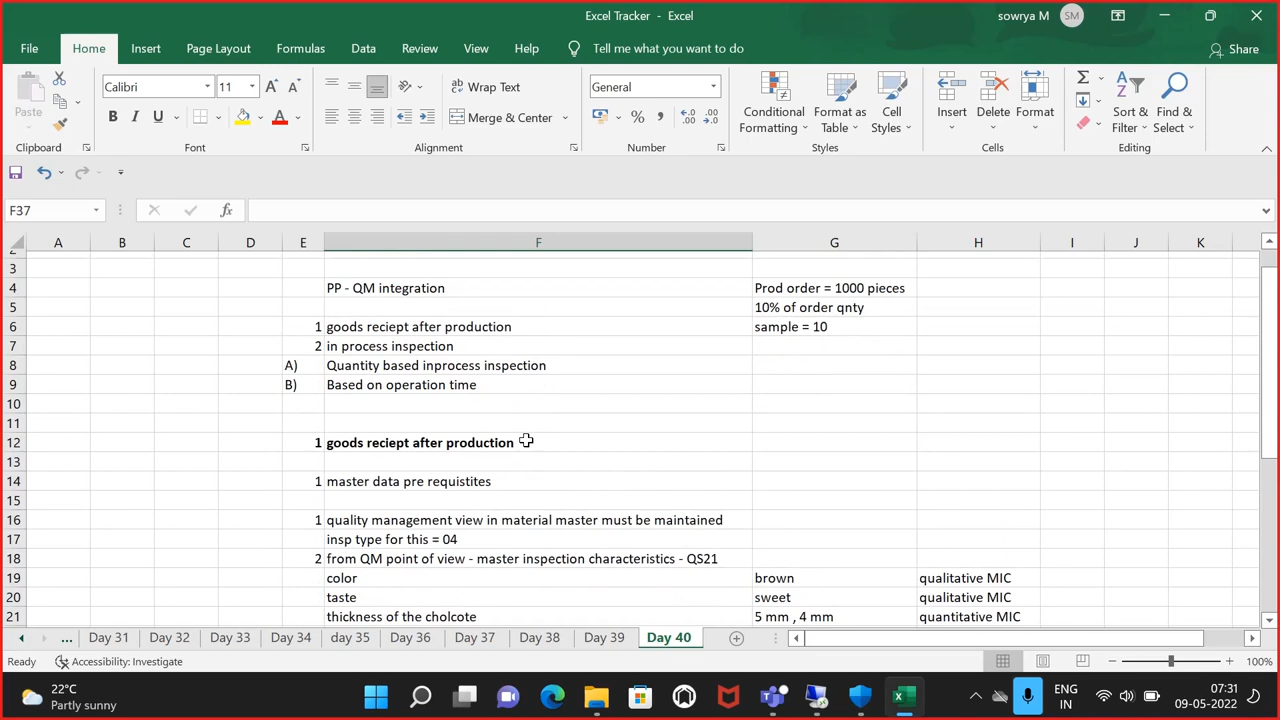 Excel Tracker - Excel
sowrya M SM
File Home Insert Page Layout Formulas Data Review View Help Tell me what you want to do Share
Paste
Calibri 11
B I U A
Wrap Text
Merge & Center
General
% ,
Conditional Formatting
Format as Table
Cell Styles
Insert Delete Format
Sort & Filter
Find & Select
Clipboard Font Alignment Number Styles Cells Editing
F37 fx
A B C D E F G H I J K
2
3
4 PP - QM integration Prod order = 1000 pieces
5 10% of order qnty
6 1 goods reciept after production sample = 10
7 2 in process inspection
8 A) Quantity based inprocess inspection
9 B) Based on operation time
10
11
12 1 goods reciept after production
13
14 1 master data pre requistites
15
16 1 quality management view in material master must be maintained
17 insp type for this = 04
18 2 from QM point of view - master inspection characteristics - QS21
19 color brown qualitative MIC
20 taste sweet qualitative MIC
21 thickness of the cholcote 5 mm , 4 mm quantitative MIC
... Day 31 Day 32 Day 33 Day 34 day 35 Day 36 Day 37 Day 38 Day 39 Day 40
Ready Accessibility: Investigate 100%
22°C
Partly sunny
ENG
IN
07:31
09-05-2022